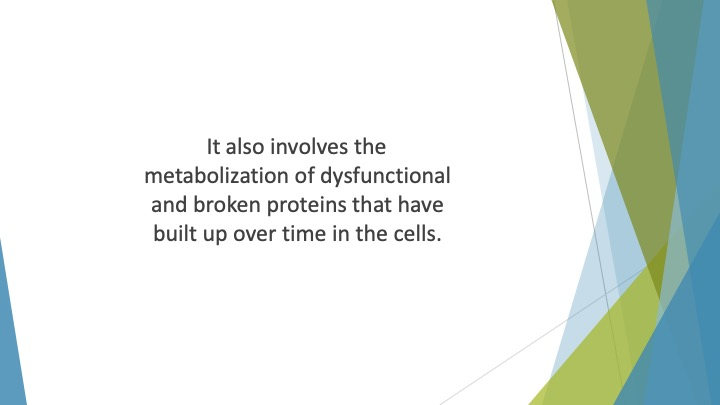 It also involves the
metabolization of dysfunctional
and broken proteins that have
built up over time in the cells.